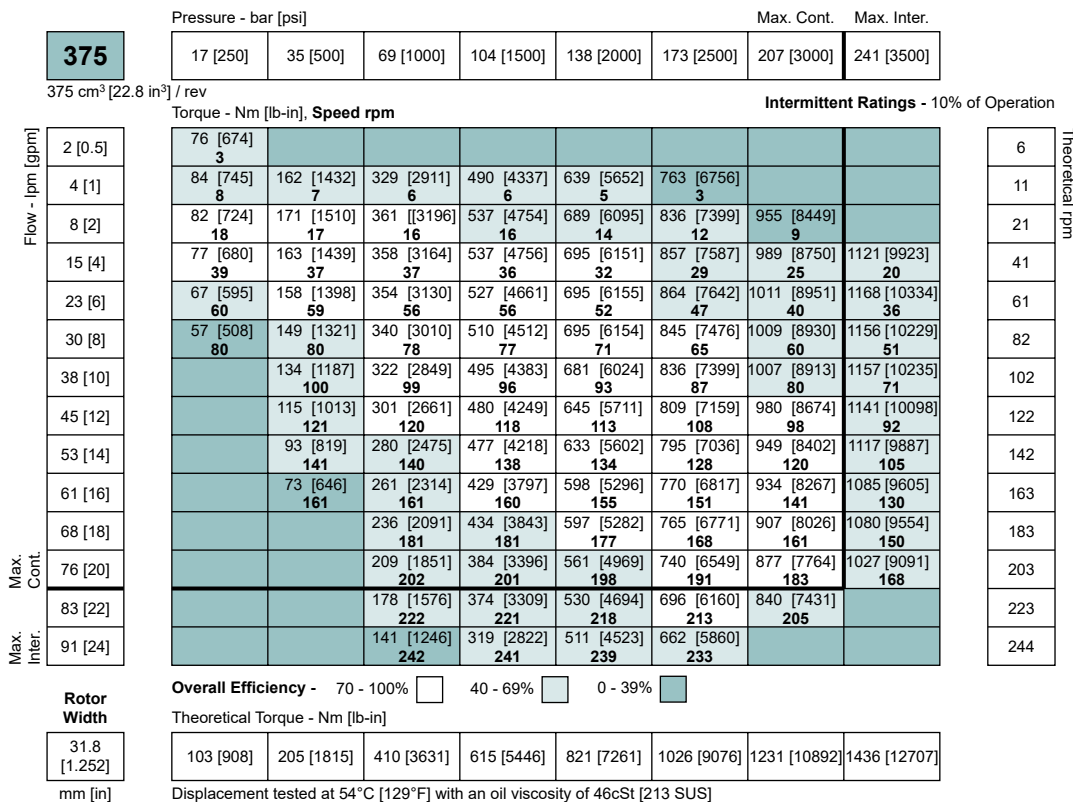 Pressure - bar [psi] Max. Cont. Max. Inter.
375 17 [250] 35 [500] 69 [1000] 104 [1500] 138 [2000] 173 [2500] 207 [3000] 241 [3500]
375 cm³ [22.8 in³] / rev
Torque - Nm [lb-in], Speed rpm Intermittent Ratings - 10% of Operation
Flow - lpm [gpm]
Theoretical rpm
2 [0.5] 76 [674] 6
3
4 [1] 84 [745] 162 [1432] 329 [2911] 490 [4337] 639 [5652] 763 [6756] 11
8 7 6 6 5 3
8 [2] 82 [724] 171 [1510] 361 [[3196] 537 [4754] 689 [6095] 836 [7399] 955 [8449] 21
18 17 16 16 14 12 9
15 [4] 77 [680] 163 [1439] 358 [3164] 537 [4756] 695 [6151] 857 [7587] 989 [8750] 1121 [9923] 41
39 37 37 36 32 29 25 20
23 [6] 67 [595] 158 [1398] 354 [3130] 527 [4661] 695 [6155] 864 [7642] 1011 [8951] 1168 [10334] 61
60 59 56 56 52 47 40 36
30 [8] 57 [508] 149 [1321] 340 [3010] 510 [4512] 695 [6154] 845 [7476] 1009 [8930] 1156 [10229] 82
80 80 78 77 71 65 60 51
38 [10] 134 [1187] 322 [2849] 495 [4383] 681 [6024] 836 [7399] 1007 [8913] 1157 [10235] 102
100 99 96 93 87 80 71
45 [12] 115 [1013] 301 [2661] 480 [4249] 645 [5711] 809 [7159] 980 [8674] 1141 [10098] 122
121 120 118 113 108 98 92
53 [14] 93 [819] 280 [2475] 477 [4218] 633 [5602] 795 [7036] 949 [8402] 1117 [9887] 142
141 140 138 134 128 120 105
61 [16] 73 [646] 261 [2314] 429 [3797] 598 [5296] 770 [6817] 934 [8267] 1085 [9605] 163
161 161 160 155 151 141 130
68 [18] 236 [2091] 434 [3843] 597 [5282] 765 [6771] 907 [8026] 1080 [9554] 183
181 181 177 168 161 150
Max. Cont.
76 [20] 209 [1851] 384 [3396] 561 [4969] 740 [6549] 877 [7764] 1027 [9091] 203
202 201 198 191 183 168
83 [22] 178 [1576] 374 [3309] 530 [4694] 696 [6160] 840 [7431] 223
222 221 218 213 205
Max. Inter.
91 [24] 141 [1246] 319 [2822] 511 [4523] 662 [5860] 244
242 241 239 233
Overall Efficiency - 70 - 100% 40 - 69% 0 - 39%
Rotor
Width
Theoretical Torque - Nm [lb-in]
31.8
[1.252]
103 [908] 205 [1815] 410 [3631] 615 [5446] 821 [7261] 1026 [9076] 1231 [10892] 1436 [12707]
mm [in] Displacement tested at 54°C [129°F] with an oil viscosity of 46cSt [213 SUS]